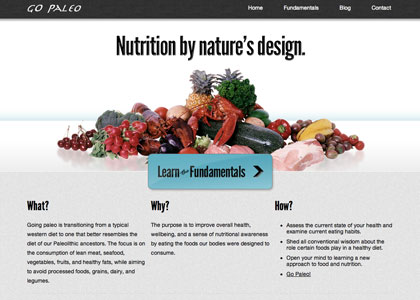 GO PALEO
Home Fundamentals Blog Contact
Nutrition by nature's design.
Learn the Fundamentals
What?
Going paleo is transitioning from a typical
western diet to one that better resembles the
diet of our Paleolithic ancestors. The focus is on
the consumption of lean meat, seafood,
vegetables, fruits, and healthy fats, while aiming
to avoid processed foods, grains, dairy, and
legumes.
Why?
The purpose is to improve overall health,
wellbeing, and a sense of nutritional awareness
by eating the foods our bodies were designed to
consume.
How?
Assess the current state of your health and
examine current eating habits.
Shed all conventional wisdom about the
role certain foods play in a healthy diet.
Open your mind to learning a new
approach to food and nutrition.
Go Paleo!